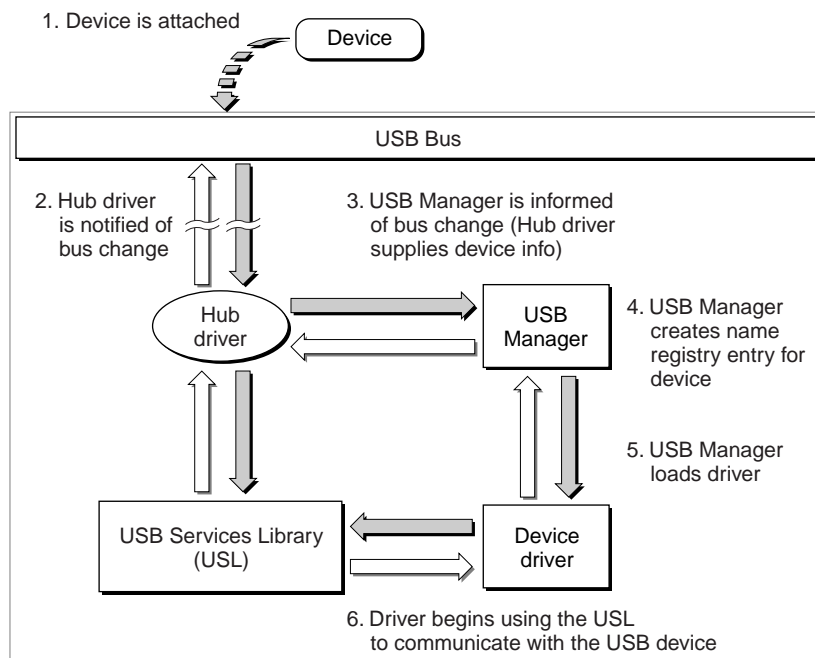 1. Device is attached
Device
USB Bus
2. Hub driver
is notified of
bus change
3. USB Manager is informed
of bus change (Hub driver
supplies device info)
Hub
driver
USB
Manager
4. USB Manager
creates name
registry entry for
device
5. USB Manager
loads driver
USB Services Library
(USL)
Device
driver
6. Driver begins using the USL
to communicate with the USB device